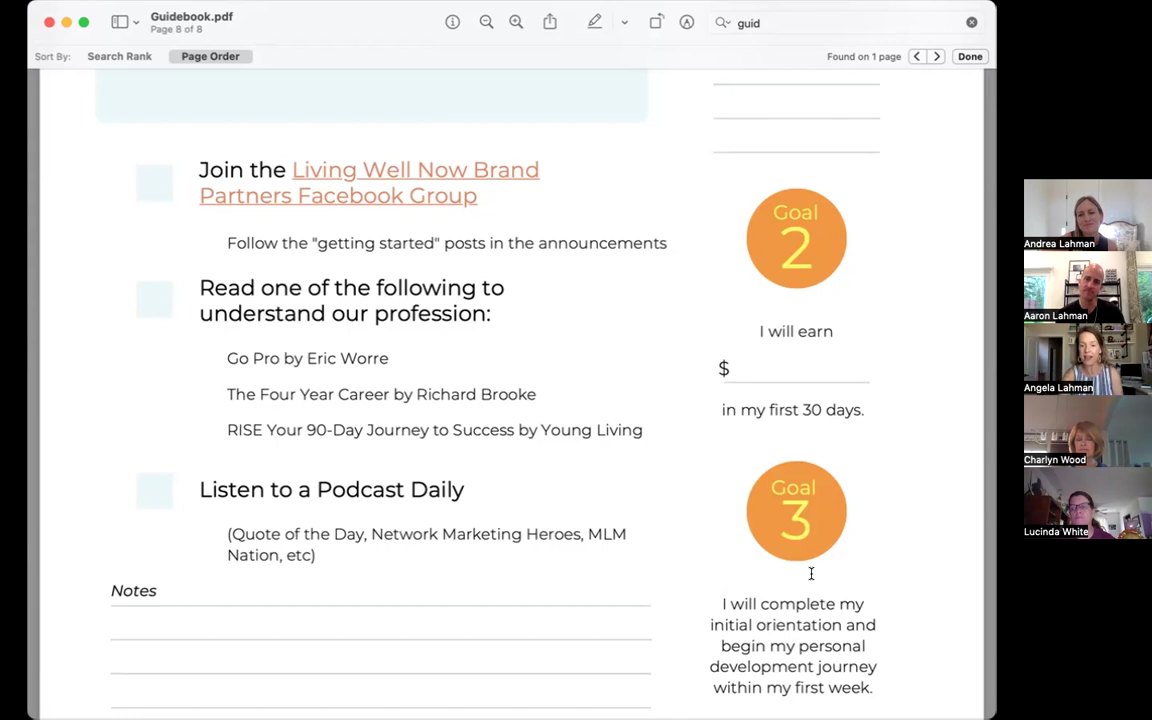 Guidebook.pdf
Page 8 of 8
guid
Sort By:
Search Rank
Page Order
Found on 1 page
Done
Join the Living Well Now Brand
Partners Facebook Group
Follow the "getting started" posts in the announcements
Read one of the following to
understand our profession:
Go Pro by Eric Worre
The Four Year Career by Richard Brooke
RISE Your 90-Day Journey to Success by Young Living
Listen to a Podcast Daily
(Quote of the Day, Network Marketing Heroes, MLM
Nation, etc)
Notes
Goal
2
I will earn
$
in my first 30 days.
Goal
3
I will complete my
initial orientation and
begin my personal
development journey
within my first week.
Andrea Lahman
Aaron Lahman
Angela Lahman
Charlyn Wood
Lucinda White